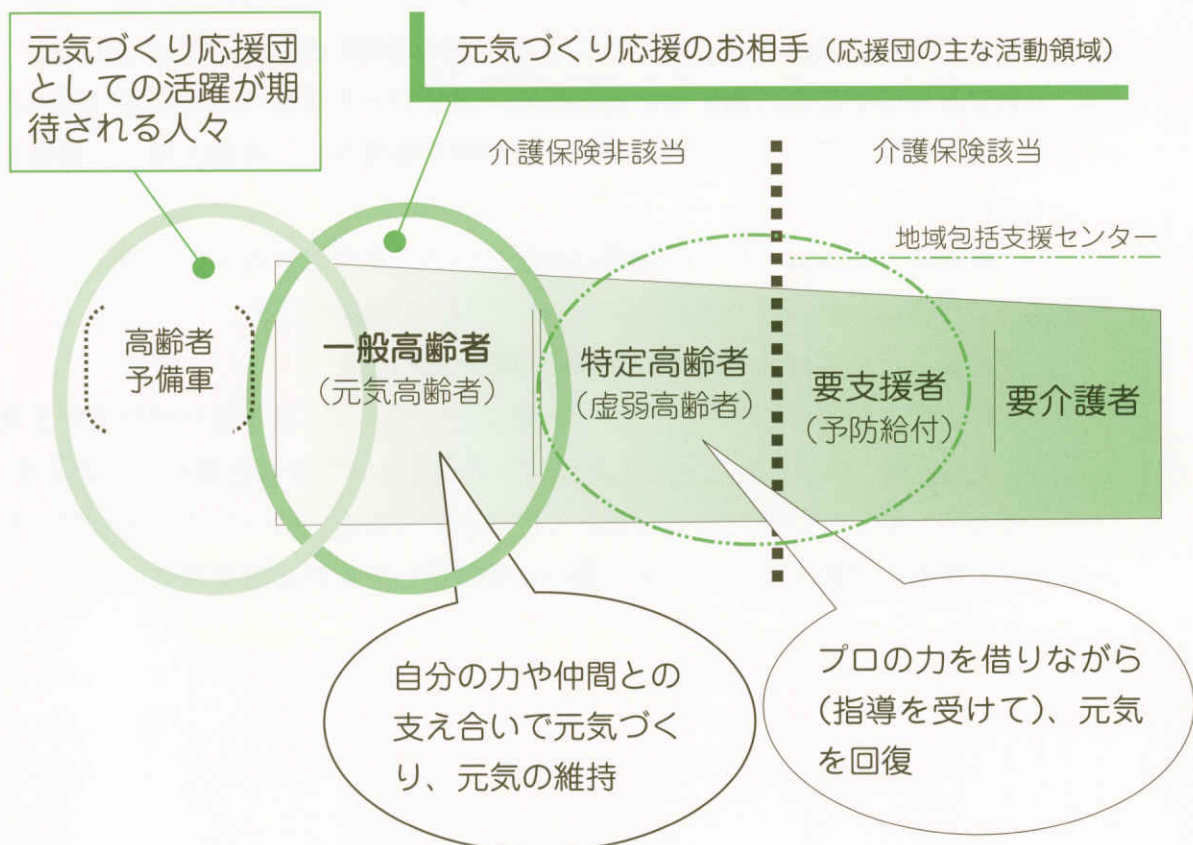 元気づくり応援団
としての活躍が期
待される人々
元気づくり応援のお相手（応援団の主な活動領域）
介護保険非該当
介護保険該当
地域包括支援センター
高齢者
予備軍
一般高齢者
（元気高齢者）
特定高齢者
（虚弱高齢者）
要支援者
（予防給付）
要介護者
自分の力や仲間との
支え合いで元気づく
り、元気の維持
プロの力を借りながら
（指導を受けて）、元気
を回復